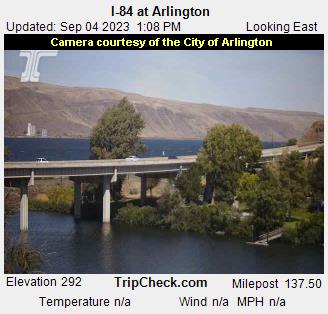 I-84 at Arlington
Updated: Sep 04 2023 1:08 PM Looking East
Camera courtesy of the City of Arlington
Elevation 292 TripCheck.com Milepost 137.50
Temperature n/a Wind n/a MPH n/a